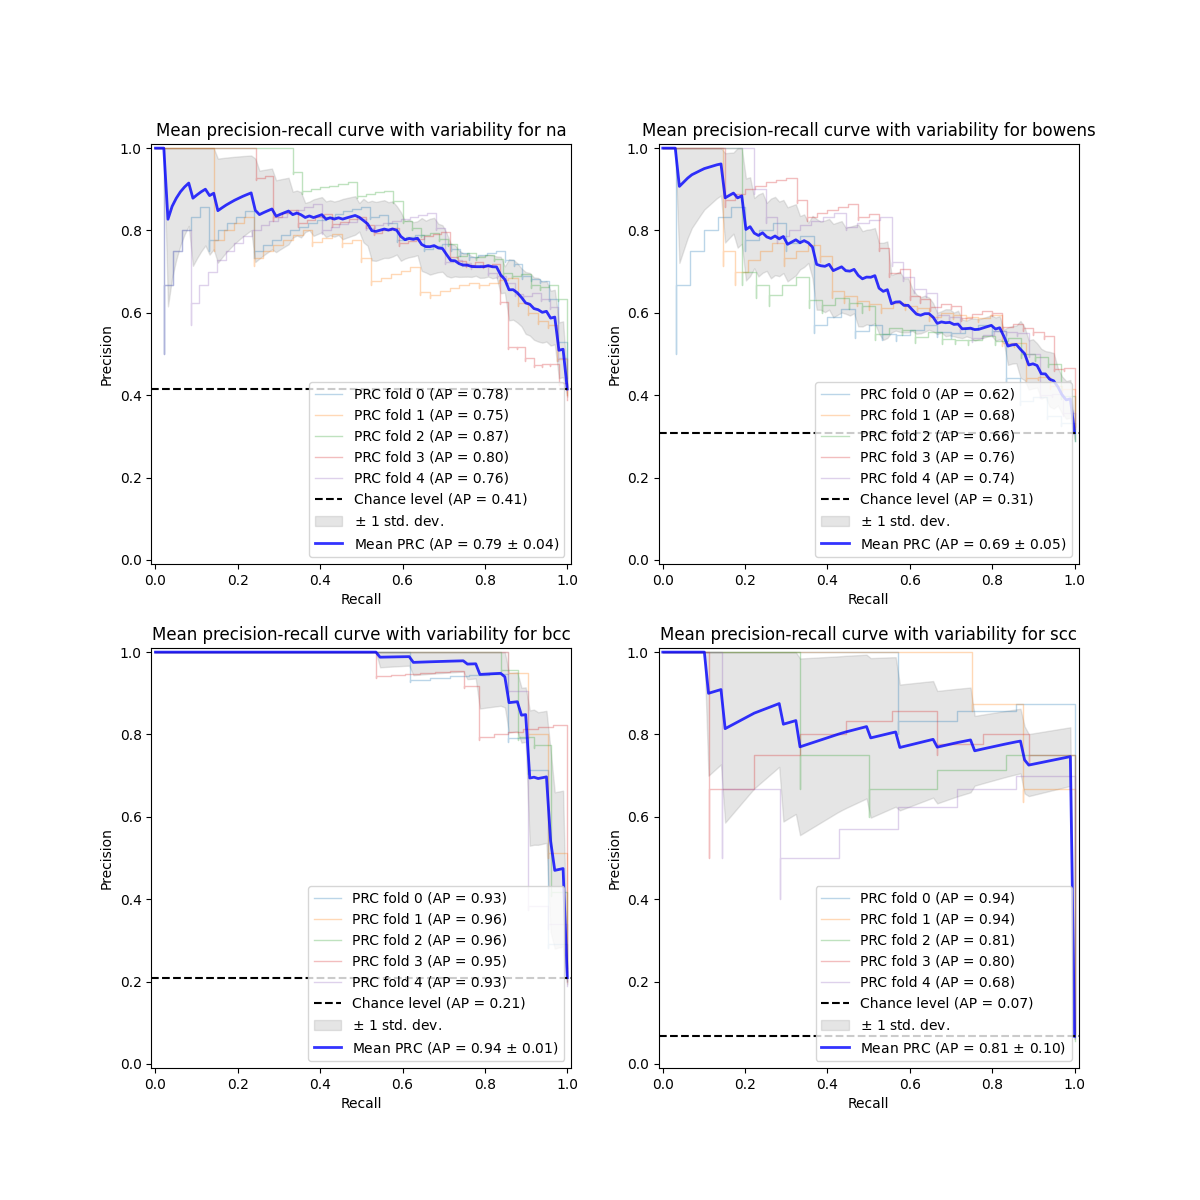 Mean precision-recall curve with variability for na
1.0
0.8
0.6
0.4
0.2
0.0
Precision
PRC fold 0 (AP = 0.78)
PRC fold 1 (AP = 0.75)
PRC fold 2 (AP = 0.87)
PRC fold 3 (AP = 0.80)
PRC fold 4 (AP = 0.76)
Chance level (AP = 0.41)
± 1 std. dev.
Mean PRC (AP = 0.79 ± 0.04)
0.0 0.2 0.4 0.6 0.8 1.0
Recall
Mean precision-recall curve with variability for bowens
1.0
0.8
0.6
0.4
0.2
0.0
Precision
PRC fold 0 (AP = 0.62)
PRC fold 1 (AP = 0.68)
PRC fold 2 (AP = 0.66)
PRC fold 3 (AP = 0.76)
PRC fold 4 (AP = 0.74)
Chance level (AP = 0.31)
± 1 std. dev.
Mean PRC (AP = 0.69 ± 0.05)
0.0 0.2 0.4 0.6 0.8 1.0
Recall
Mean precision-recall curve with variability for bcc
1.0
0.8
0.6
0.4
0.2
0.0
Precision
PRC fold 0 (AP = 0.93)
PRC fold 1 (AP = 0.96)
PRC fold 2 (AP = 0.96)
PRC fold 3 (AP = 0.95)
PRC fold 4 (AP = 0.93)
Chance level (AP = 0.21)
± 1 std. dev.
Mean PRC (AP = 0.94 ± 0.01)
0.0 0.2 0.4 0.6 0.8 1.0
Recall
Mean precision-recall curve with variability for scc
1.0
0.8
0.6
0.4
0.2
0.0
Precision
PRC fold 0 (AP = 0.94)
PRC fold 1 (AP = 0.94)
PRC fold 2 (AP = 0.81)
PRC fold 3 (AP = 0.80)
PRC fold 4 (AP = 0.68)
Chance level (AP = 0.07)
± 1 std. dev.
Mean PRC (AP = 0.81 ± 0.10)
0.0 0.2 0.4 0.6 0.8 1.0
Recall